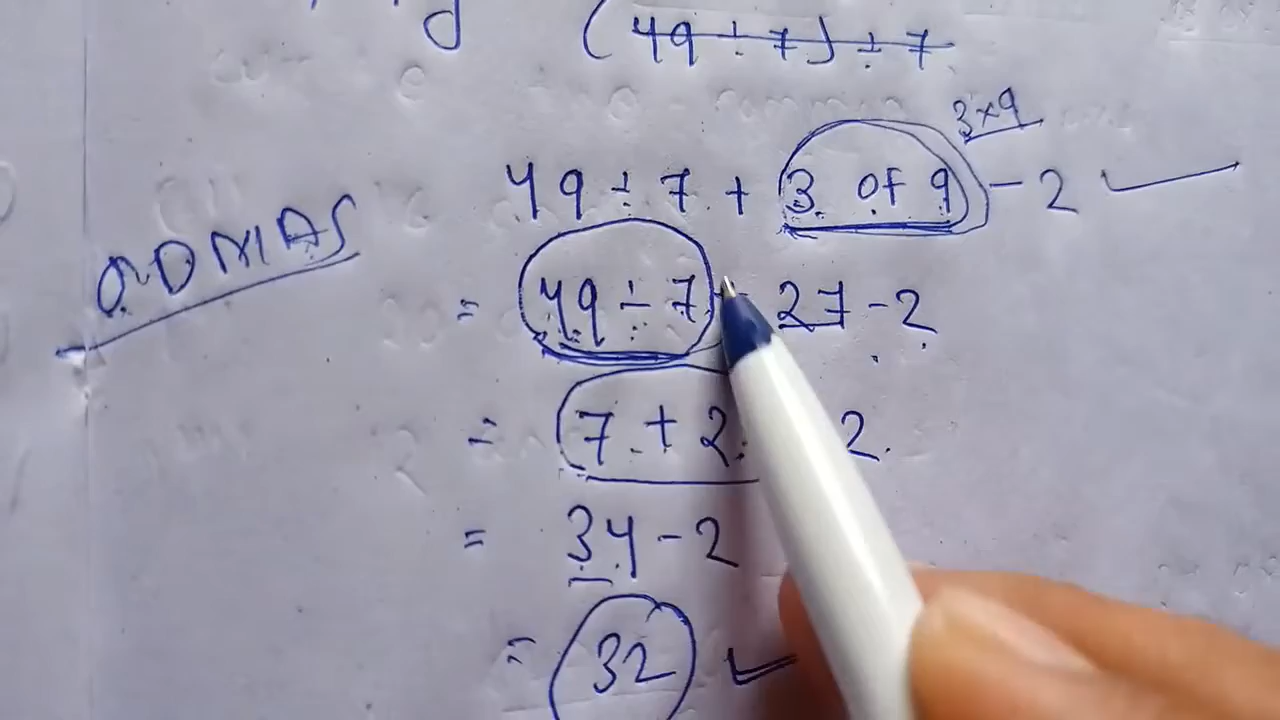 (49÷7)÷7
3×9
49÷7+3 of 9-2
ODMAS
= 49÷7+27-2
= 7+2 2
= 34-2
= 32